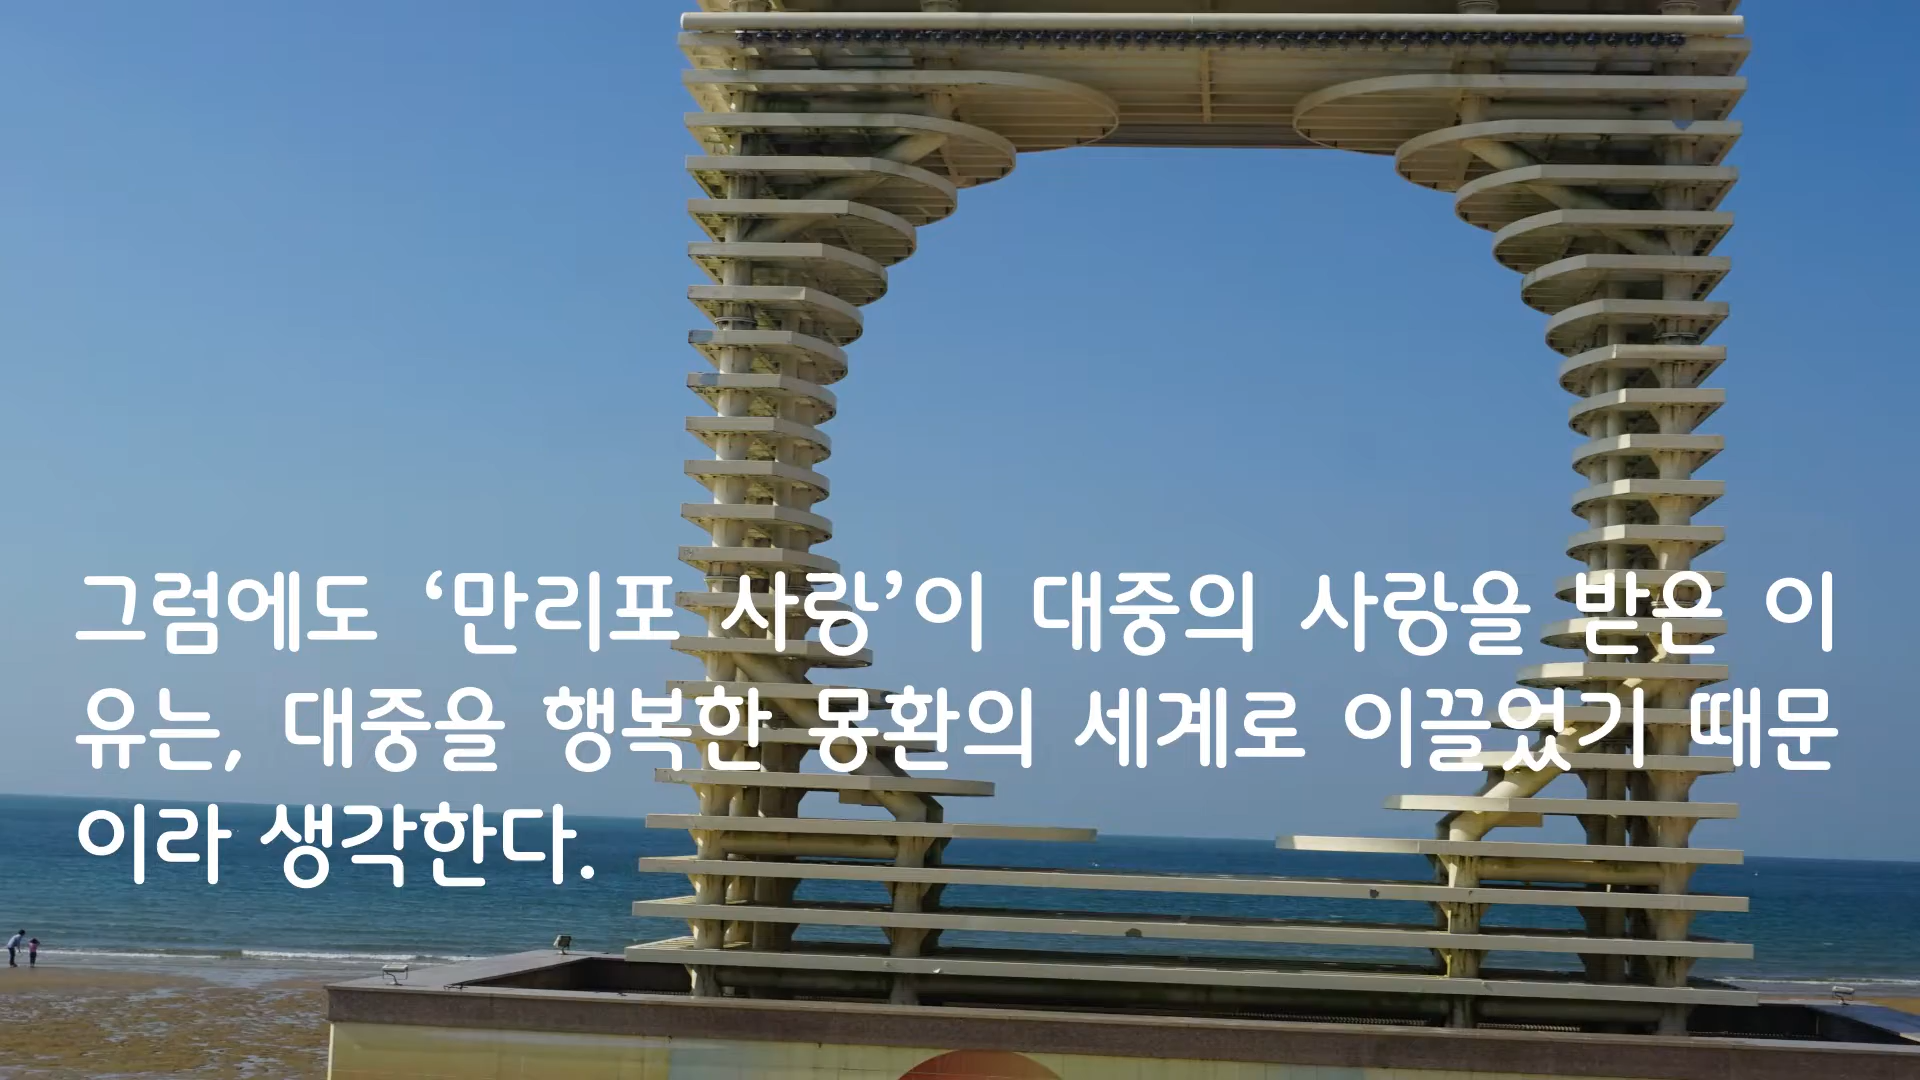 그럼에도 ‘만리포 사랑’이 대중의 사랑을 받은 이
유는, 대중을 행복한 몽환의 세계로 이끌었기 때문
이라 생각한다.